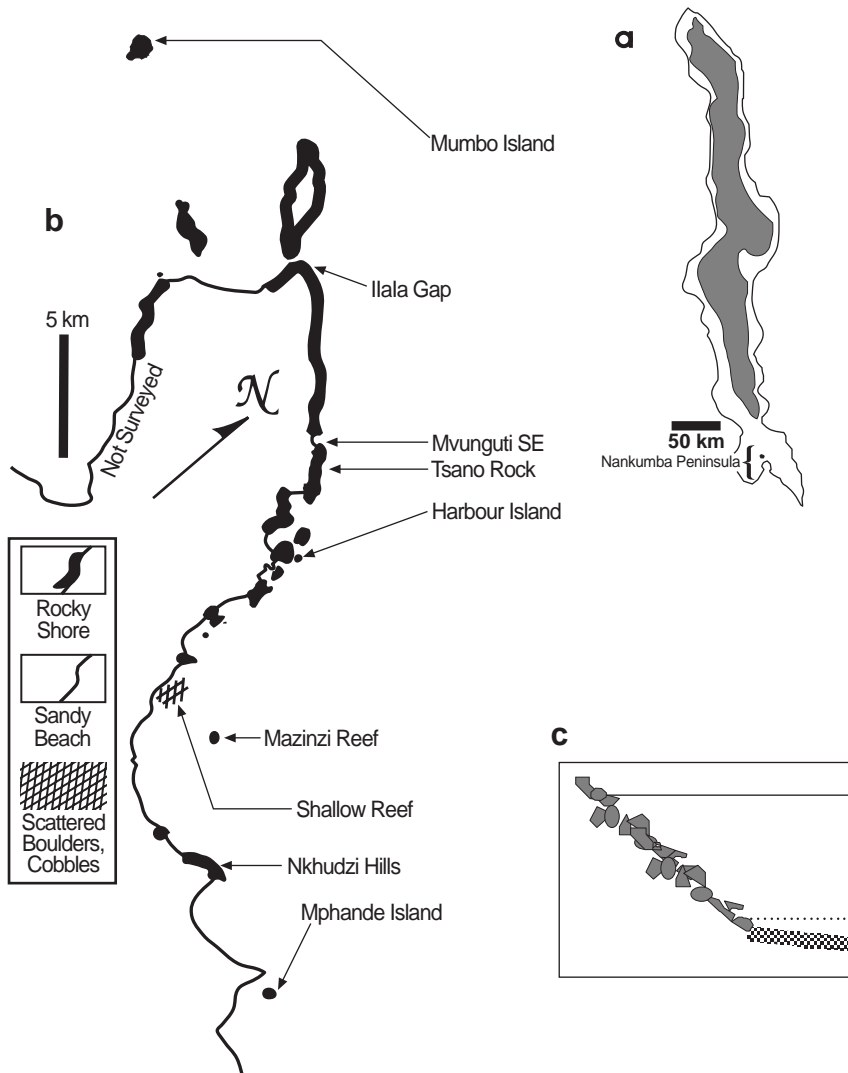 a
Mumbo Island
b
Ilala Gap
5 km
Not Surveyed
N
50 km
Nankumba Peninsula
Mvunguti SE
Tsano Rock
Harbour Island
Rocky
Shore
Sandy
Beach
Mazinzi Reef
c
Shallow Reef
Scattered
Boulders,
Cobbles
Nkhudzi Hills
Mphande Island